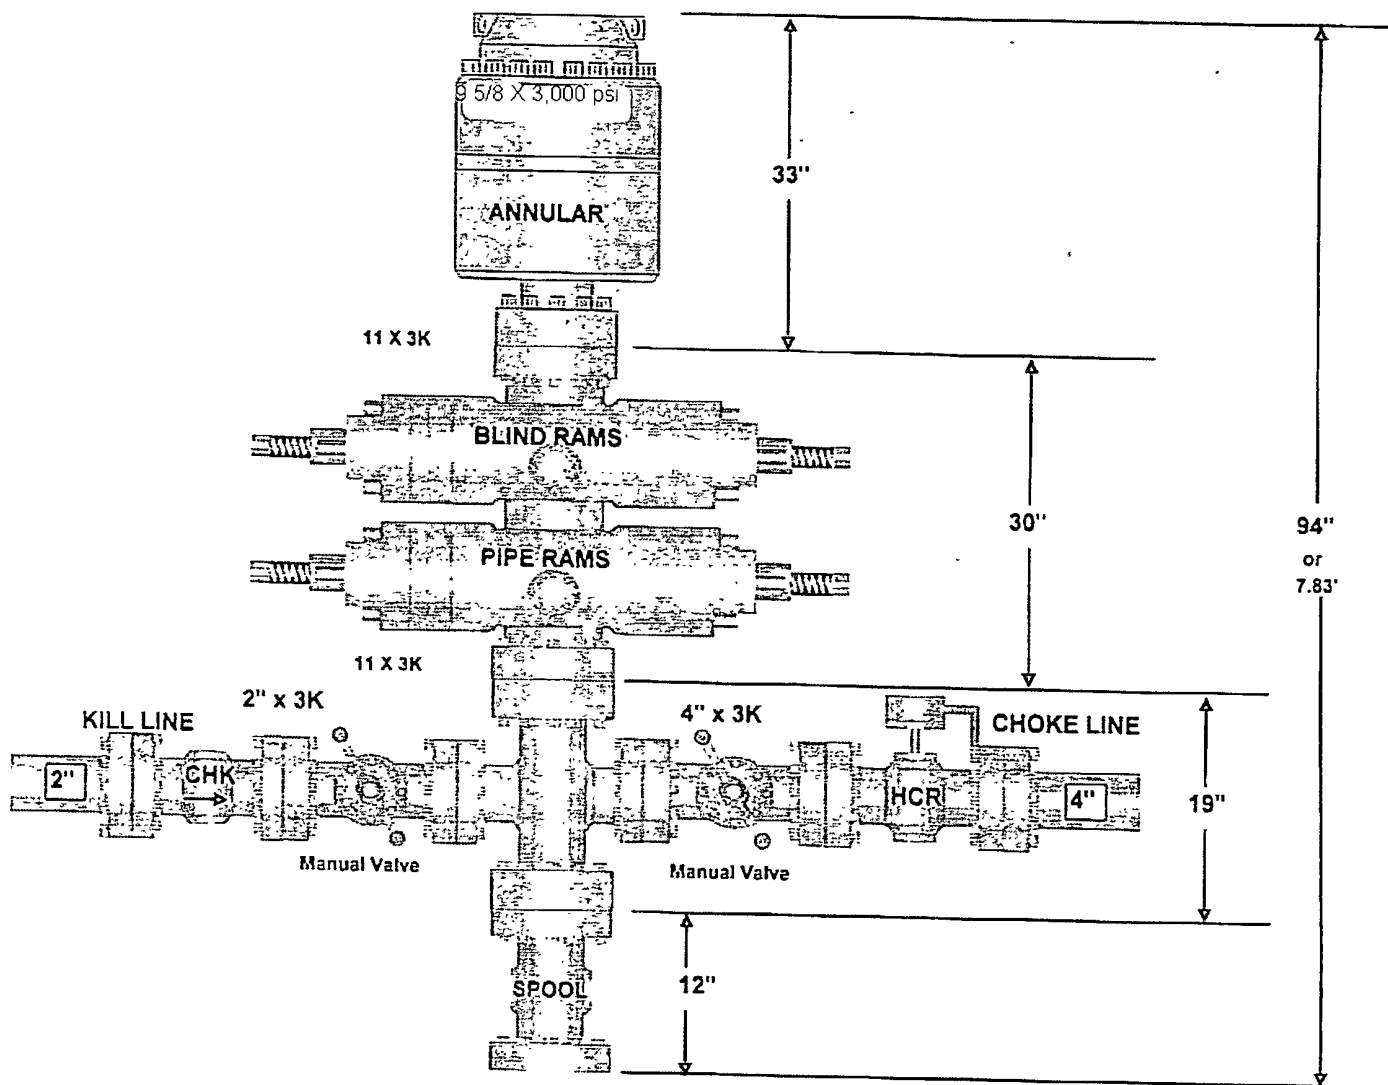 9 5/8 X 3,000 psi
33"
ANNULAR
11 X 3K
BLIND RAMS
30"
94"
or
7.83'
PIPE RAMS
11 X 3K
2" x 3K
KILL LINE
4" x 3K
CHOKE LINE
2"
CHK
HCR
4"
19"
Manual Valve
Manual Valve
12"
SPOOL